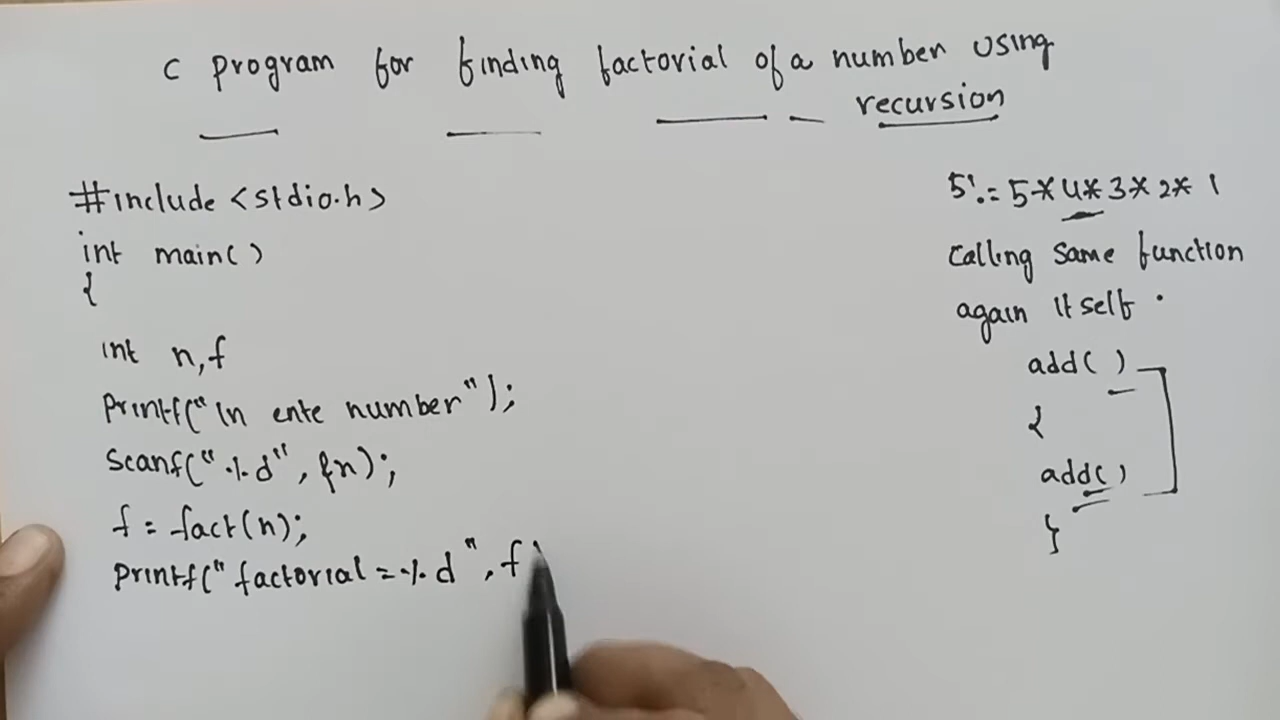 c program for finding factorial of a number using
recursion
#include <stdio.h>
int main()
{
int n,f
printf("\n ente number");
scanf("%d", &n);
f = fact(n);
printf("factorial = %d", f)
5! = 5 * 4 * 3 * 2 * 1
calling same function
again itself.
add( )
{
add( )
}